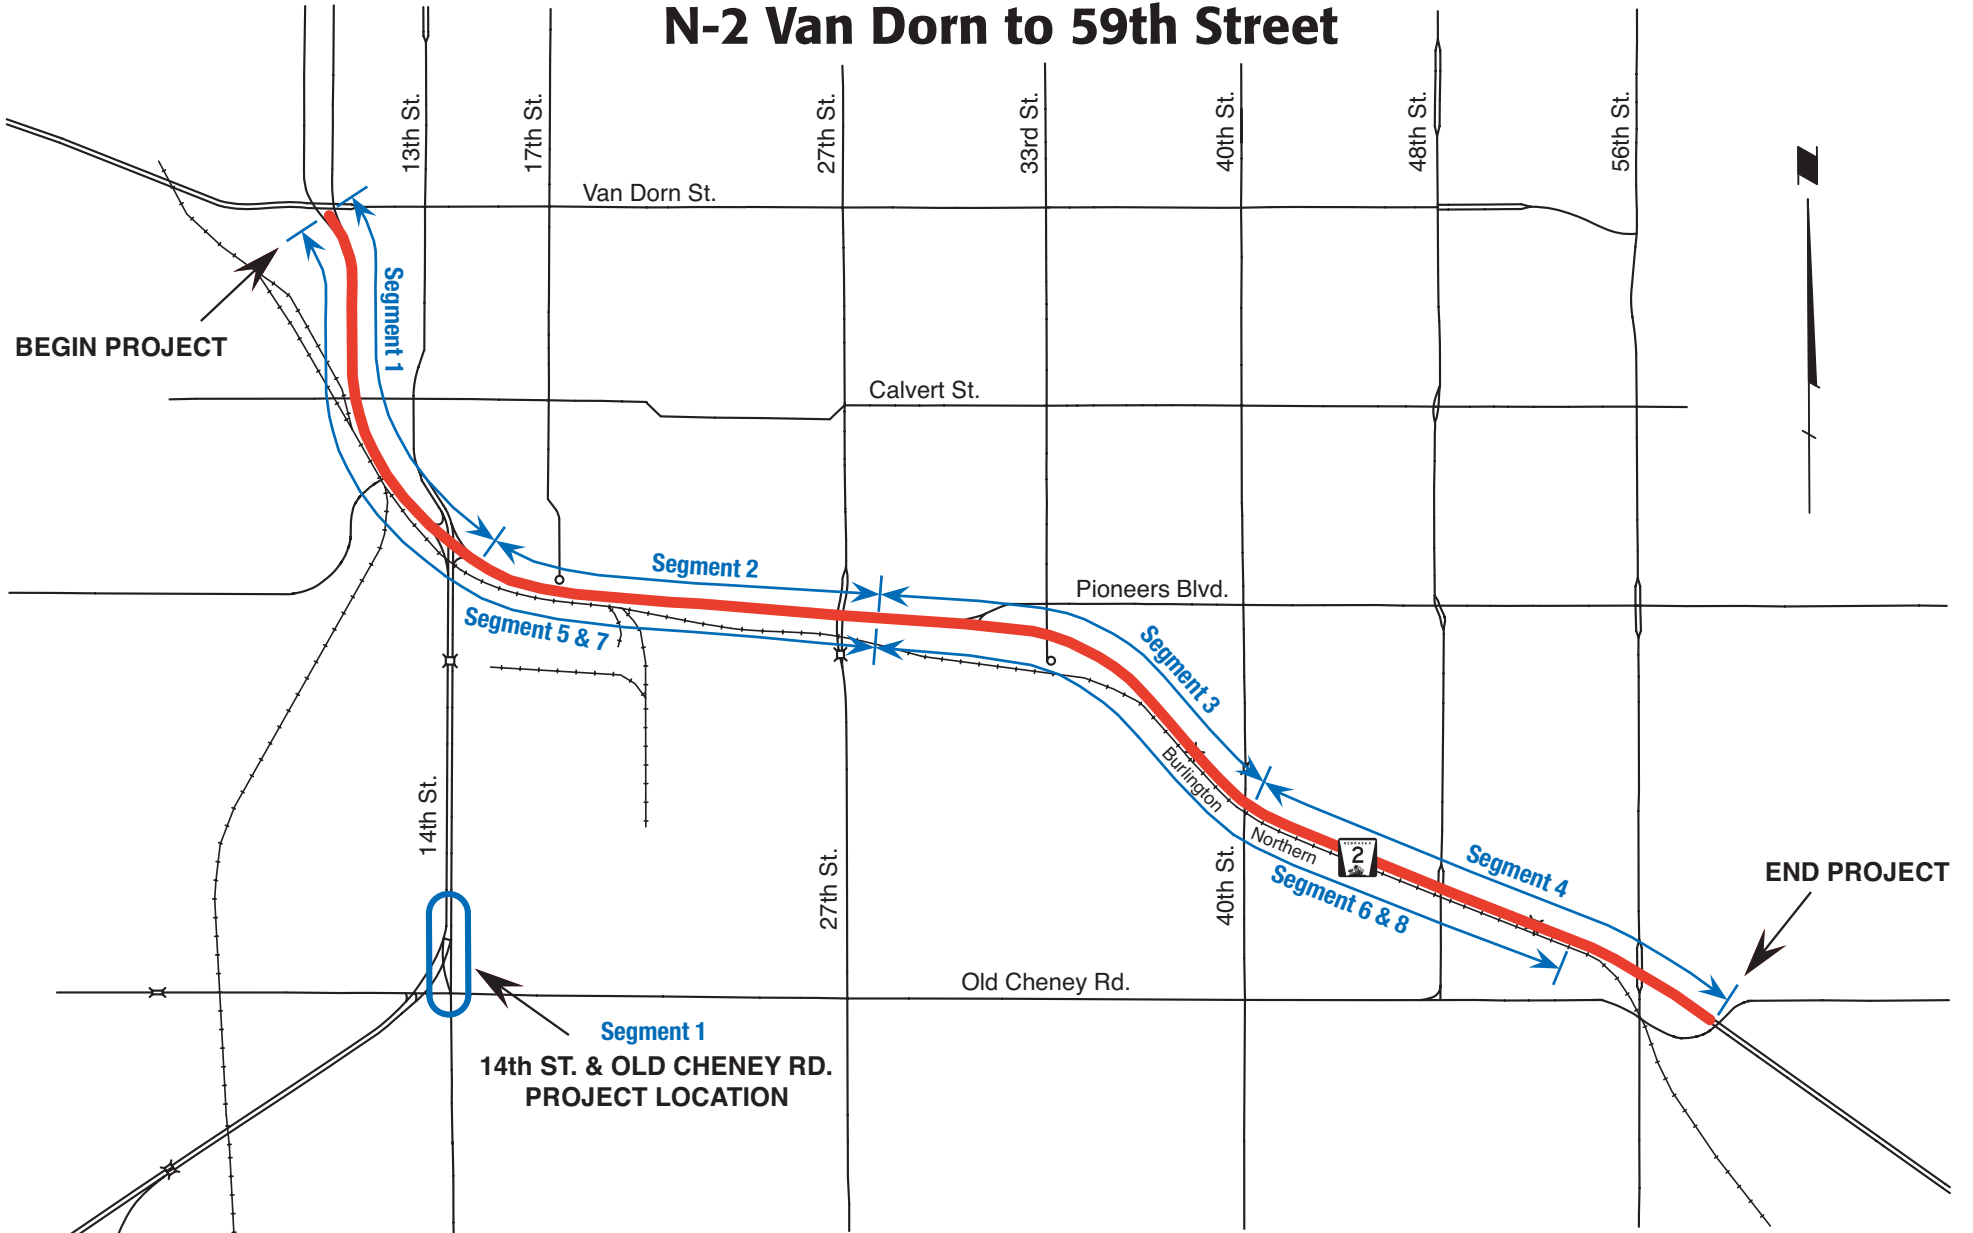 N-2 Van Dorn to 59th Street
13th St.
17th St.
27th St.
33rd St.
40th St.
48th St.
56th St.
Van Dorn St.
Segment 1
BEGIN PROJECT
Calvert St.
Segment 2
Pioneers Blvd.
Segment 5 & 7
Segment 3
Burlington
Northern
NEBRASKA
2
14th St.
27th St.
40th St.
Segment 4
Segment 6 & 8
END PROJECT
Old Cheney Rd.
Segment 1
14th ST. & OLD CHENEY RD.
PROJECT LOCATION